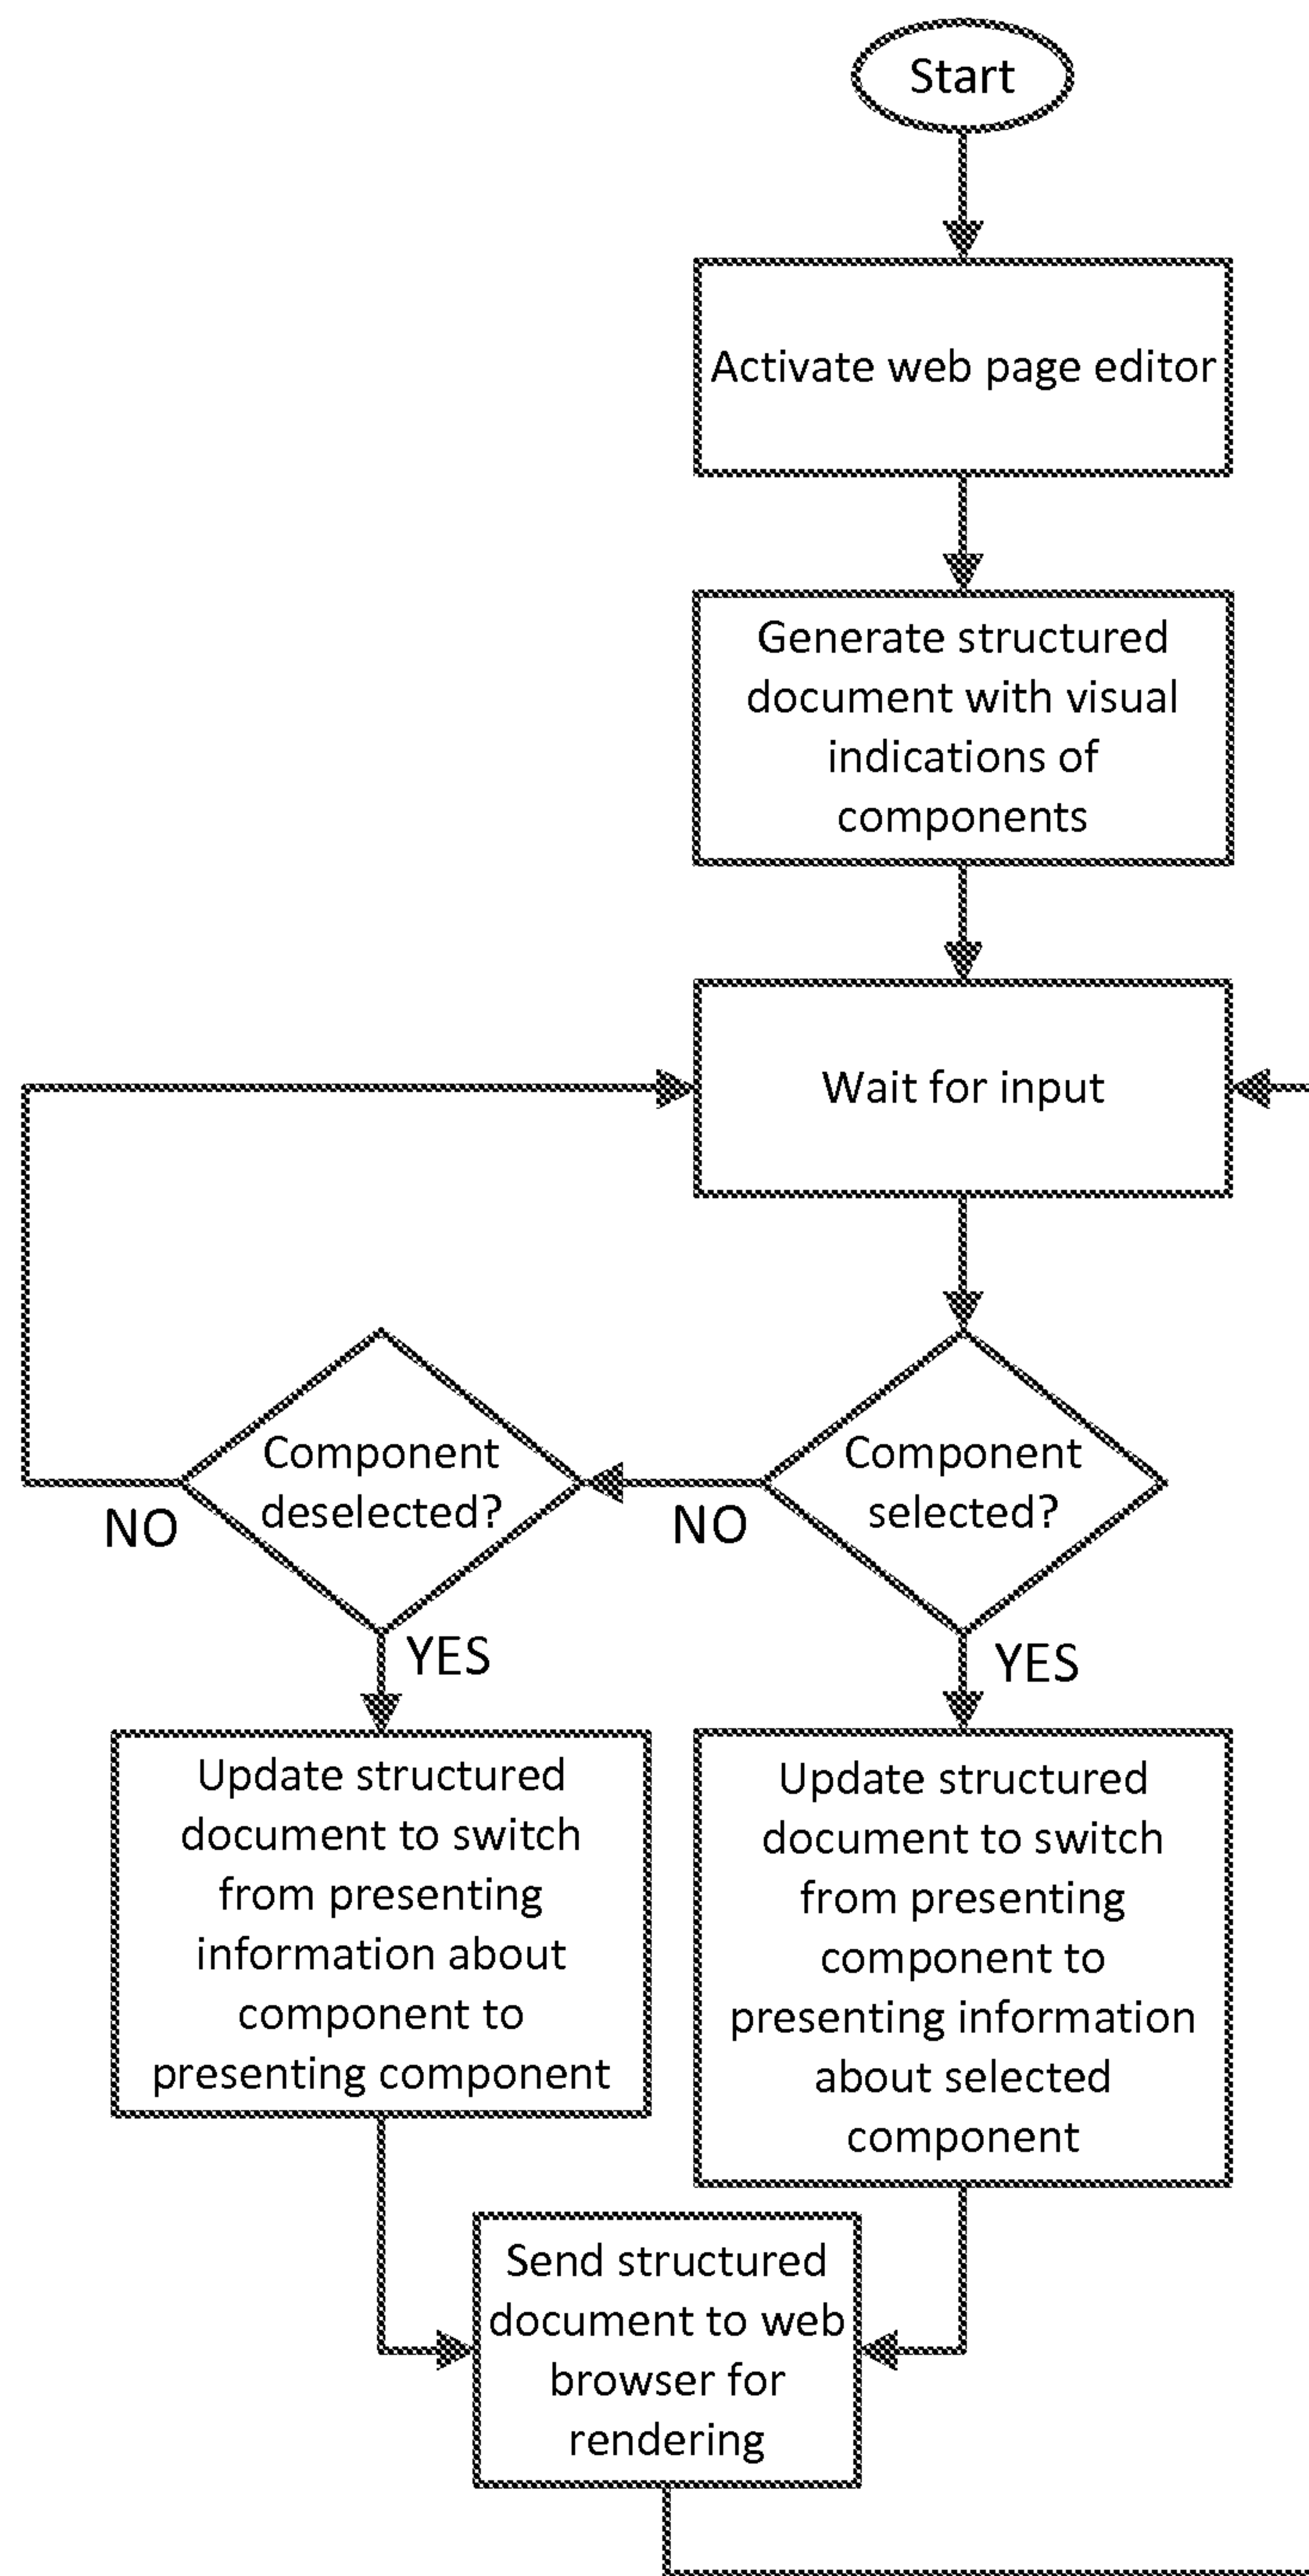 Start
Activate web page editor
Generate structured
document with visual
indications of
components
Wait for input
Component
deselected?
NO
YES
Component
selected?
NO
YES
Update structured
document to switch
from presenting
information about
component to
presenting component
Update structured
document to switch
from presenting
component to
presenting information
about selected
component
Send structured
document to web
browser for
rendering